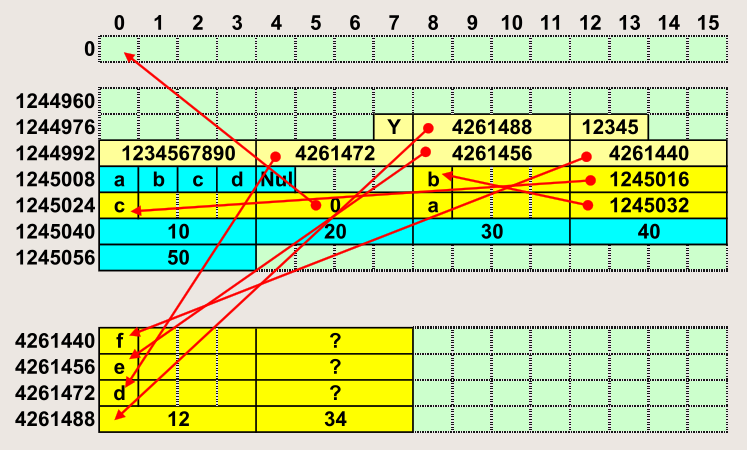 0 1 2 3 4 5 6 7 8 9 10 11 12 13 14 15
0
1244960
1244976 Y 4261488 12345
1244992 1234567890 4261472 4261456 4261440
1245008 a b c d Nul b 1245016
1245024 c 0 a 1245032
1245040 10 20 30 40
1245056 50
4261440 f ?
4261456 e ?
4261472 d ?
4261488 12 34